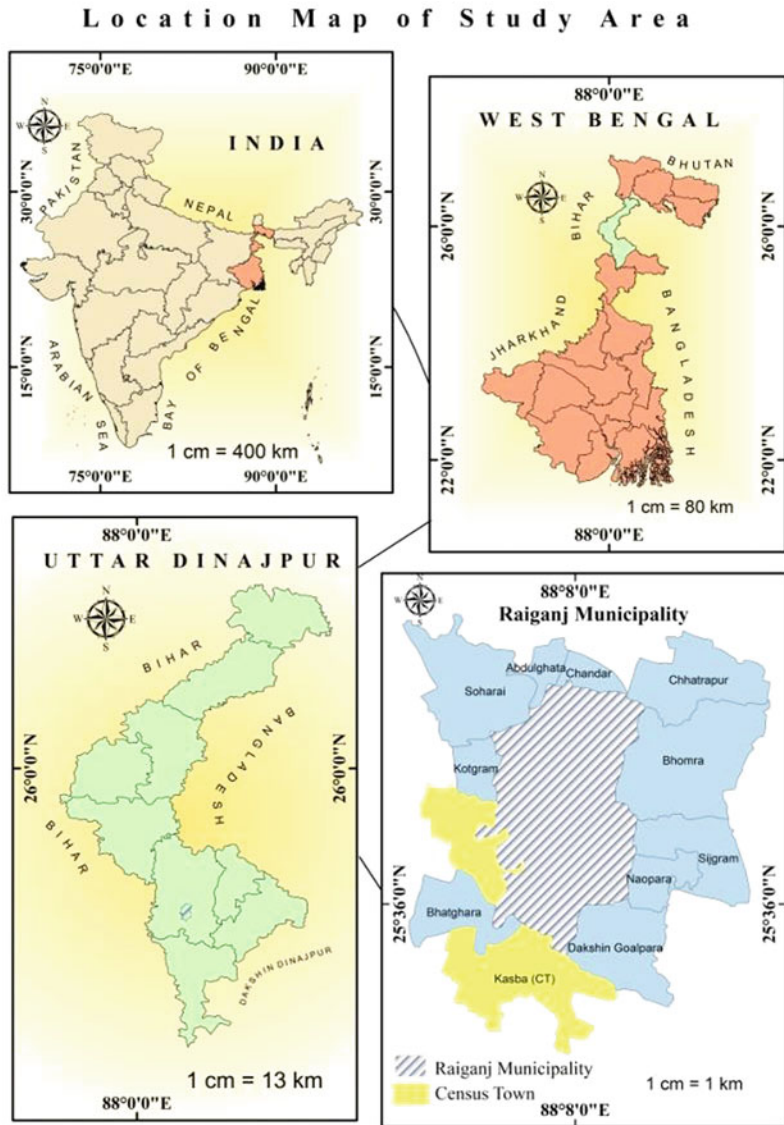 Location Map of Study Area
75°0'0"E 90°0'0"E
N
W E
S
INDIA
PAKISTAN
NEPAL
30°0'0"N 30°0'0"N
15°0'0"N 15°0'0"N
ARABIAN SEA
BAY OF BENGAL
1 cm = 400 km
75°0'0"E 90°0'0"E
88°0'0"E
WEST BENGAL
N
W E
S
BHUTAN
BIHAR
26°0'0"N 26°0'0"N
JHARKHAND
BANGLADESH
22°0'0"N 22°0'0"N
1 cm = 80 km
88°0'0"E
88°0'0"E
UTTAR DINAJPUR
N
W E
S
BIHAR
BANGLADESH
26°0'0"N 26°0'0"N
BIHAR
DAKSHIN DINAJPUR
1 cm = 13 km
88°0'0"E
88°8'0"E
N
W E
S
Raiganj Municipality
Abdulghata
Chandar
Soharai
Chhatrapur
Kotgram
Bhomra
Sijgram
Naopara
25°36'0"N 25°36'0"N
Bhatghara
Dakshin Goalpara
Kasba (CT)
Raiganj Municipality
Census Town
1 cm = 1 km
88°8'0"E